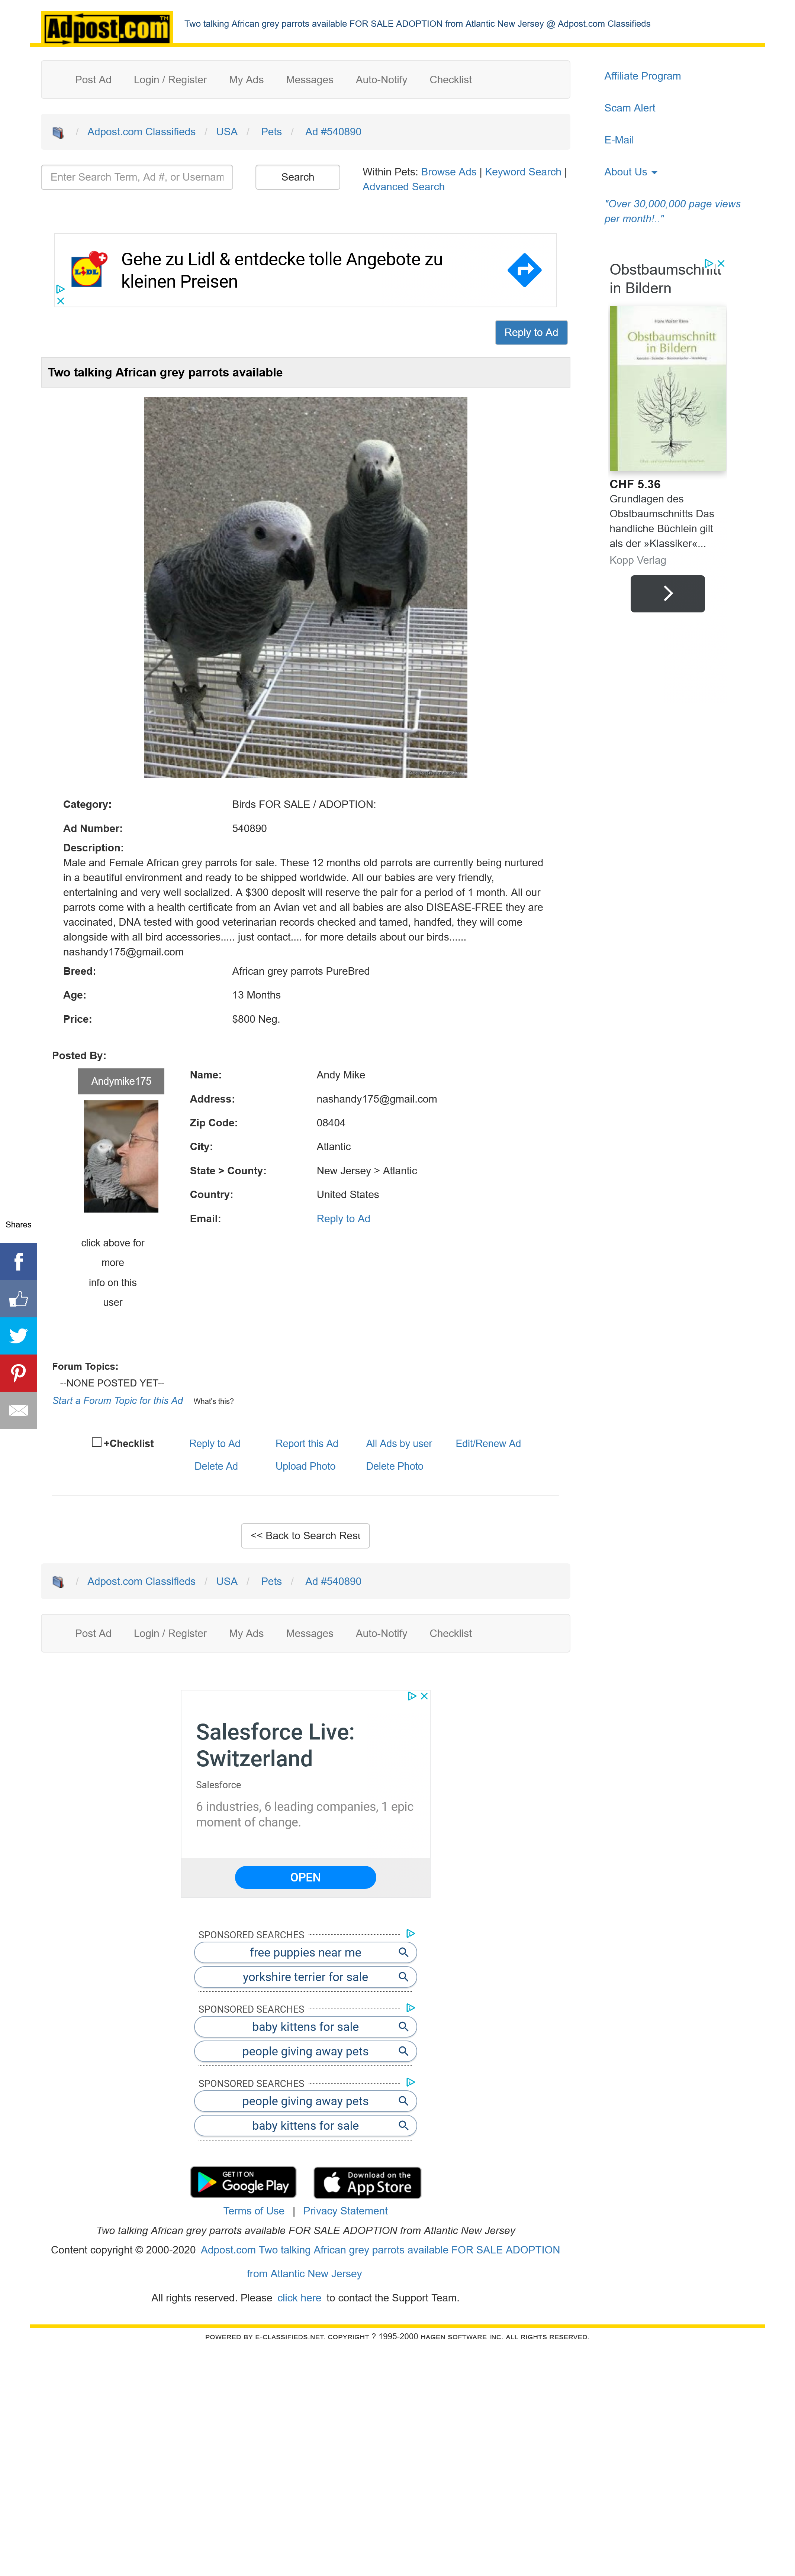 Adpost.com TM
Two talking African grey parrots available FOR SALE ADOPTION from Atlantic New Jersey @ Adpost.com Classifieds
Post Ad Login / Register My Ads Messages Auto-Notify Checklist
Affiliate Program
Scam Alert
E-Mail
About Us
"Over 30,000,000 page views
per month!.."
/ Adpost.com Classifieds / USA / Pets / Ad #540890
Enter Search Term, Ad #, or Usernam
Search
Within Pets: Browse Ads | Keyword Search |
Advanced Search
LIDL
Gehe zu Lidl & entdecke tolle Angebote zu
kleinen Preisen
Obstbaumschnitt
in Bildern
Obstbaumschnitt
in Bildern
CHF 5.36
Grundlagen des
Obstbaumschnitts Das
handliche Büchlein gilt
als der »Klassiker«...
Kopp Verlag
Reply to Ad
Two talking African grey parrots available
Category: Birds FOR SALE / ADOPTION:
Ad Number: 540890
Description:
Male and Female African grey parrots for sale. These 12 months old parrots are currently being nurtured
in a beautiful environment and ready to be shipped worldwide. All our babies are very friendly,
entertaining and very well socialized. A $300 deposit will reserve the pair for a period of 1 month. All our
parrots come with a health certificate from an Avian vet and all babies are also DISEASE-FREE they are
vaccinated, DNA tested with good veterinarian records checked and tamed, handfed, they will come
alongside with all bird accessories..... just contact.... for more details about our birds......
nashandy175@gmail.com
Breed: African grey parrots PureBred
Age: 13 Months
Price: $800 Neg.
Posted By:
Andymike175
click above for
more
info on this
user
Name: Andy Mike
Address: nashandy175@gmail.com
Zip Code: 08404
City: Atlantic
State > County: New Jersey > Atlantic
Country: United States
Email: Reply to Ad
Shares
Forum Topics:
--NONE POSTED YET--
Start a Forum Topic for this Ad What's this?
+Checklist Reply to Ad Report this Ad All Ads by user Edit/Renew Ad
Delete Ad Upload Photo Delete Photo
<< Back to Search Resu
/ Adpost.com Classifieds / USA / Pets / Ad #540890
Post Ad Login / Register My Ads Messages Auto-Notify Checklist
Salesforce Live:
Switzerland
Salesforce
6 industries, 6 leading companies, 1 epic
moment of change.
OPEN
SPONSORED SEARCHES
free puppies near me
yorkshire terrier for sale
SPONSORED SEARCHES
baby kittens for sale
people giving away pets
SPONSORED SEARCHES
people giving away pets
baby kittens for sale
GET IT ON
Google Play
Download on the
App Store
Terms of Use | Privacy Statement
Two talking African grey parrots available FOR SALE ADOPTION from Atlantic New Jersey
Content copyright © 2000-2020 Adpost.com Two talking African grey parrots available FOR SALE ADOPTION
from Atlantic New Jersey
All rights reserved. Please click here to contact the Support Team.
POWERED BY E-CLASSIFIEDS.NET. COPYRIGHT ? 1995-2000 HAGEN SOFTWARE INC. ALL RIGHTS RESERVED.